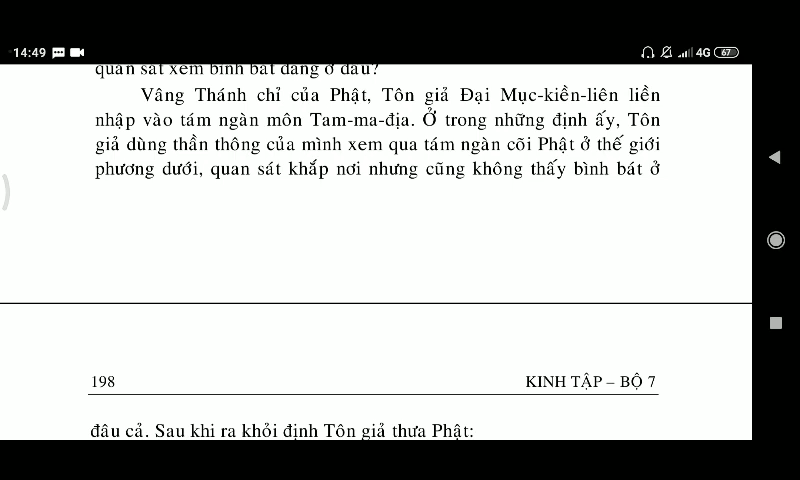 14:49
4G 67
quan sát xem bình bát đang ở đâu?
Vâng Thánh chỉ của Phật, Tôn giả Đại Mục-kiền-liên liền
nhập vào tám ngàn môn Tam-ma-địa. Ở trong những định ấy, Tôn
giả dùng thần thông của mình xem qua tám ngàn cõi Phật ở thế giới
phương dưới, quan sát khắp nơi nhưng cũng không thấy bình bát ở
198 KINH TẬP – BỘ 7
đâu cả. Sau khi ra khỏi định Tôn giả thưa Phật: